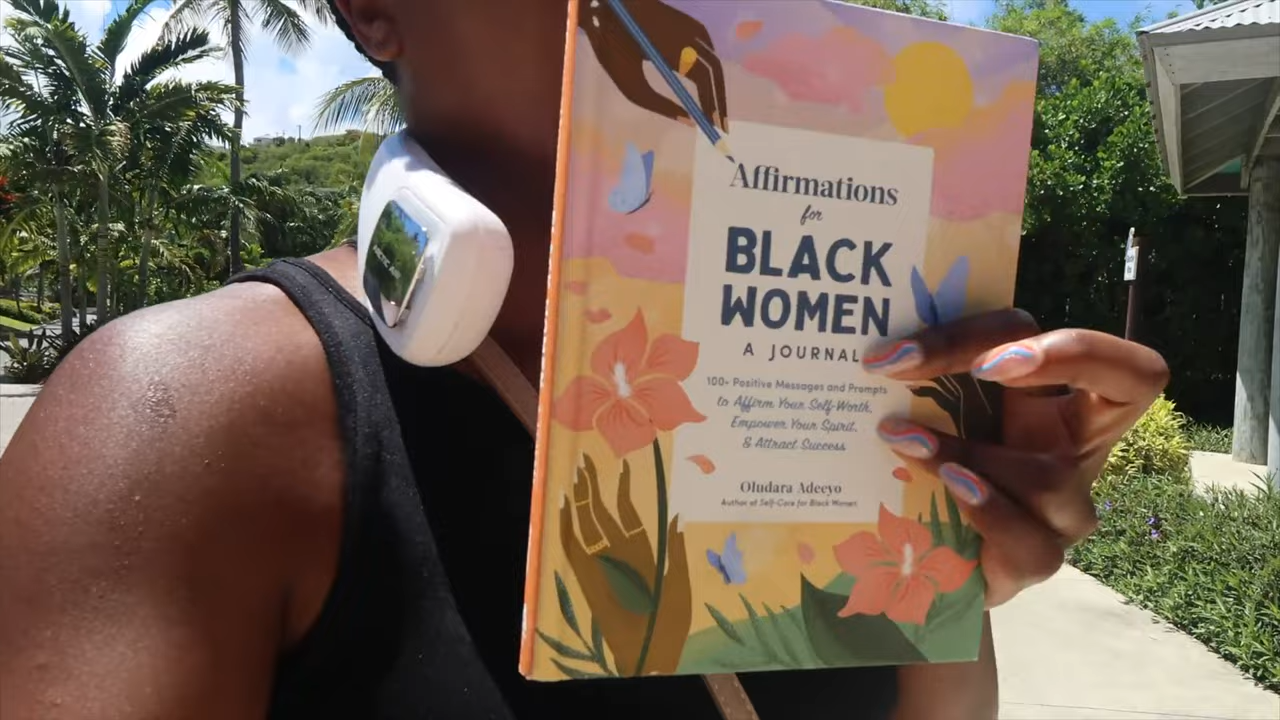 Affirmations
for
BLACK
WOMEN
A JOURNAL
100+ Positive Messages and Prompts
to Affirm Your Self-Worth,
Empower Your Spirit,
& Attract Success
Oludara Adeeyo
Author of Self-Care for Black Women